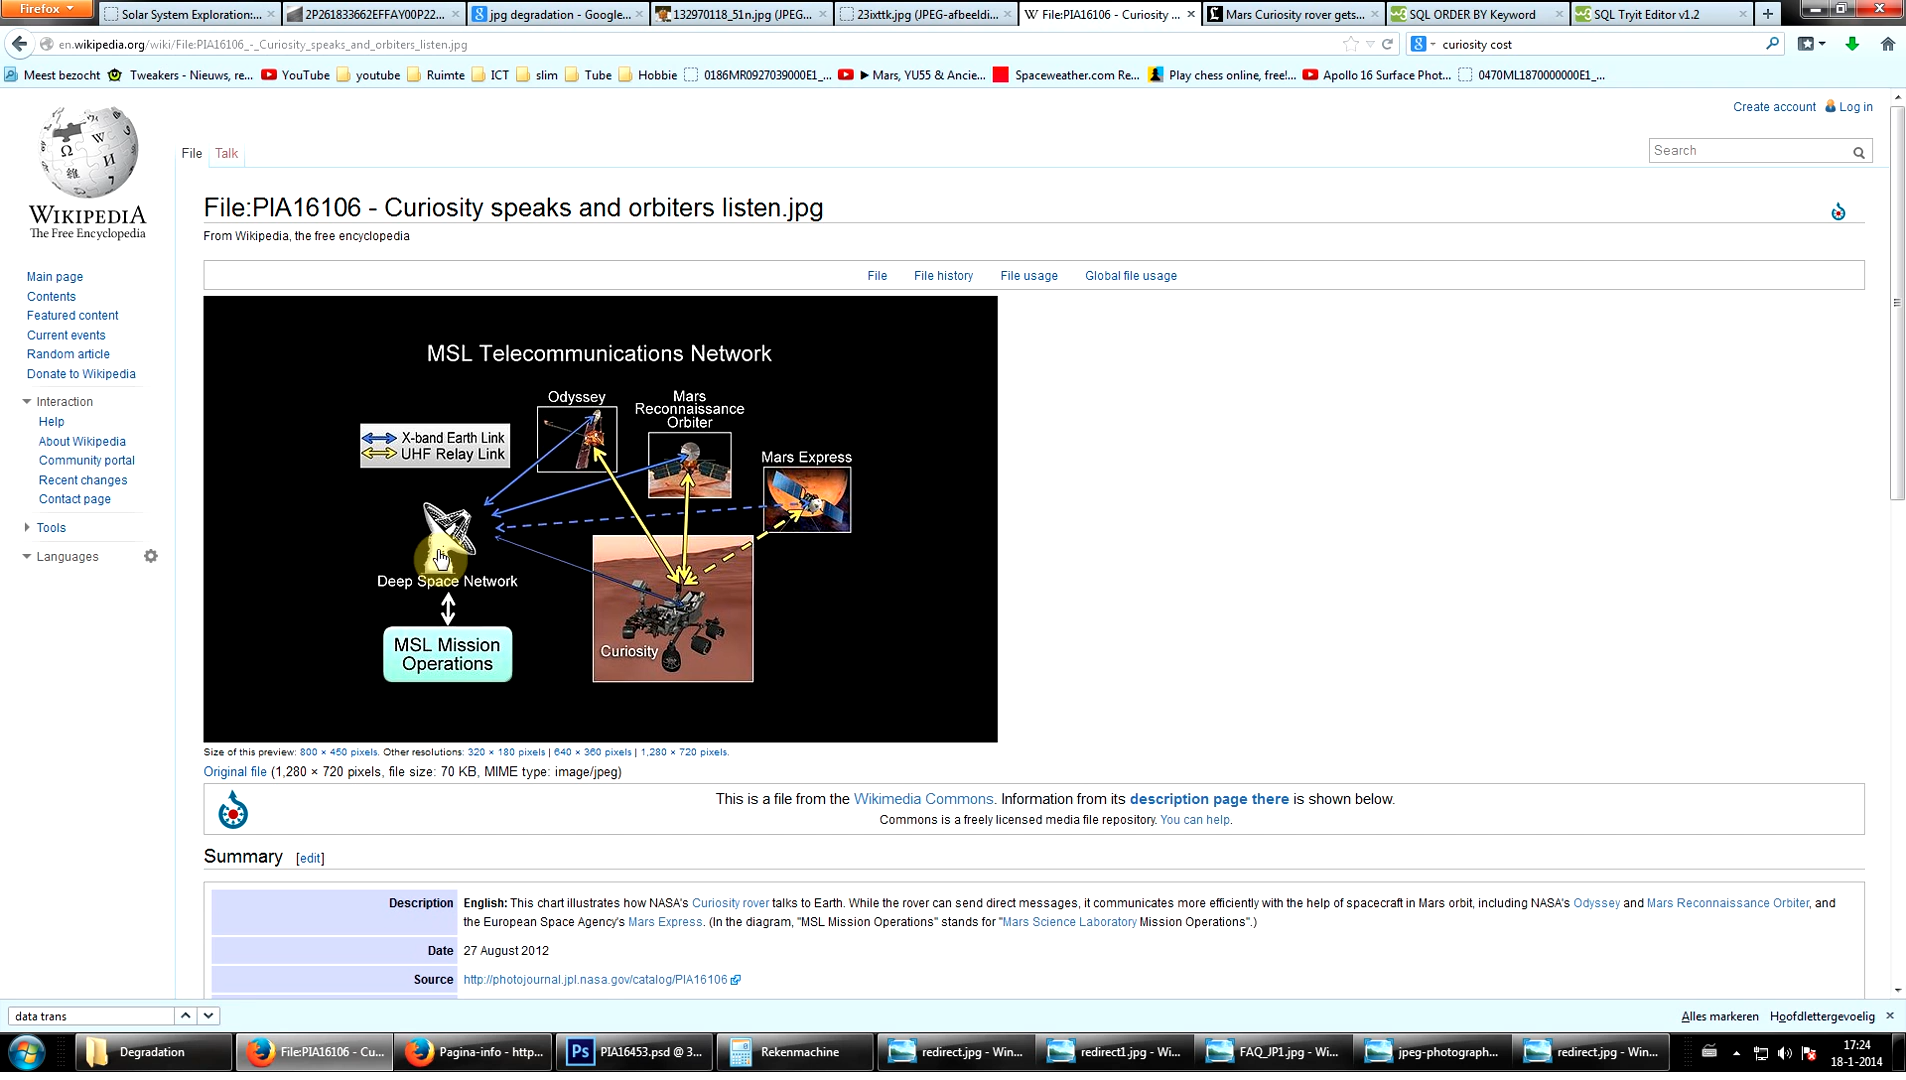 Firefox
Solar System Exploration:...
2P261833662EFFAY00P22...
jpg degradation - Google...
132970118_51n.jpg (JPEG...
23ixttk.jpg (JPEG-afbeeldi...
File:PIA16106 - Curiosity ...
Mars Curiosity rover gets...
SQL ORDER BY Keyword
SQL Tryit Editor v1.2
en.wikipedia.org/wiki/File:PIA16106_-_Curiosity_speaks_and_orbiters_listen.jpg
curiosity cost
Meest bezocht
Tweakers - Nieuws, re...
YouTube
youtube
Ruimte
ICT
slim
Tube
Hobbie
0186MR0927039000E1_...
Mars, YU55 & Ancie...
Spaceweather.com Re...
Play chess online, free!...
Apollo 16 Surface Phot...
0470ML1870000000E1_...
Create account
Log in
File
Talk
Search
WIKIPEDIA
The Free Encyclopedia
File:PIA16106 - Curiosity speaks and orbiters listen.jpg
From Wikipedia, the free encyclopedia
File
File history
File usage
Global file usage
Main page
Contents
Featured content
Current events
Random article
Donate to Wikipedia
Interaction
Help
About Wikipedia
Community portal
Recent changes
Contact page
Tools
Languages
MSL Telecommunications Network
Odyssey
Mars
Reconnaissance
Orbiter
Mars Express
X-band Earth Link
UHF Relay Link
Deep Space Network
MSL Mission
Operations
Curiosity
Size of this preview: 800 × 450 pixels. Other resolutions: 320 × 180 pixels | 640 × 360 pixels | 1,280 × 720 pixels.
Original file (1,280 × 720 pixels, file size: 70 KB, MIME type: image/jpeg)
This is a file from the Wikimedia Commons. Information from its description page there is shown below.
Commons is a freely licensed media file repository. You can help.
Summary [edit]
Description
English: This chart illustrates how NASA's Curiosity rover talks to Earth. While the rover can send direct messages, it communicates more efficiently with the help of spacecraft in Mars orbit, including NASA's Odyssey and Mars Reconnaissance Orbiter, and
the European Space Agency's Mars Express. (In the diagram, "MSL Mission Operations" stands for "Mars Science Laboratory Mission Operations".)
Date
27 August 2012
Source
http://photojournal.jpl.nasa.gov/catalog/PIA16106
data trans
Alles markeren
Hoofdlettergevoelig
Degradation
File:PIA16106 - Cu...
Pagina-info - http...
PIA16453.psd @ 3...
Rekenmachine
redirect.jpg - Win...
redirect1.jpg - Wi...
FAQ_JP1.jpg - Wi...
jpeg-photograph...
redirect.jpg - Win...
17:24
18-1-2014